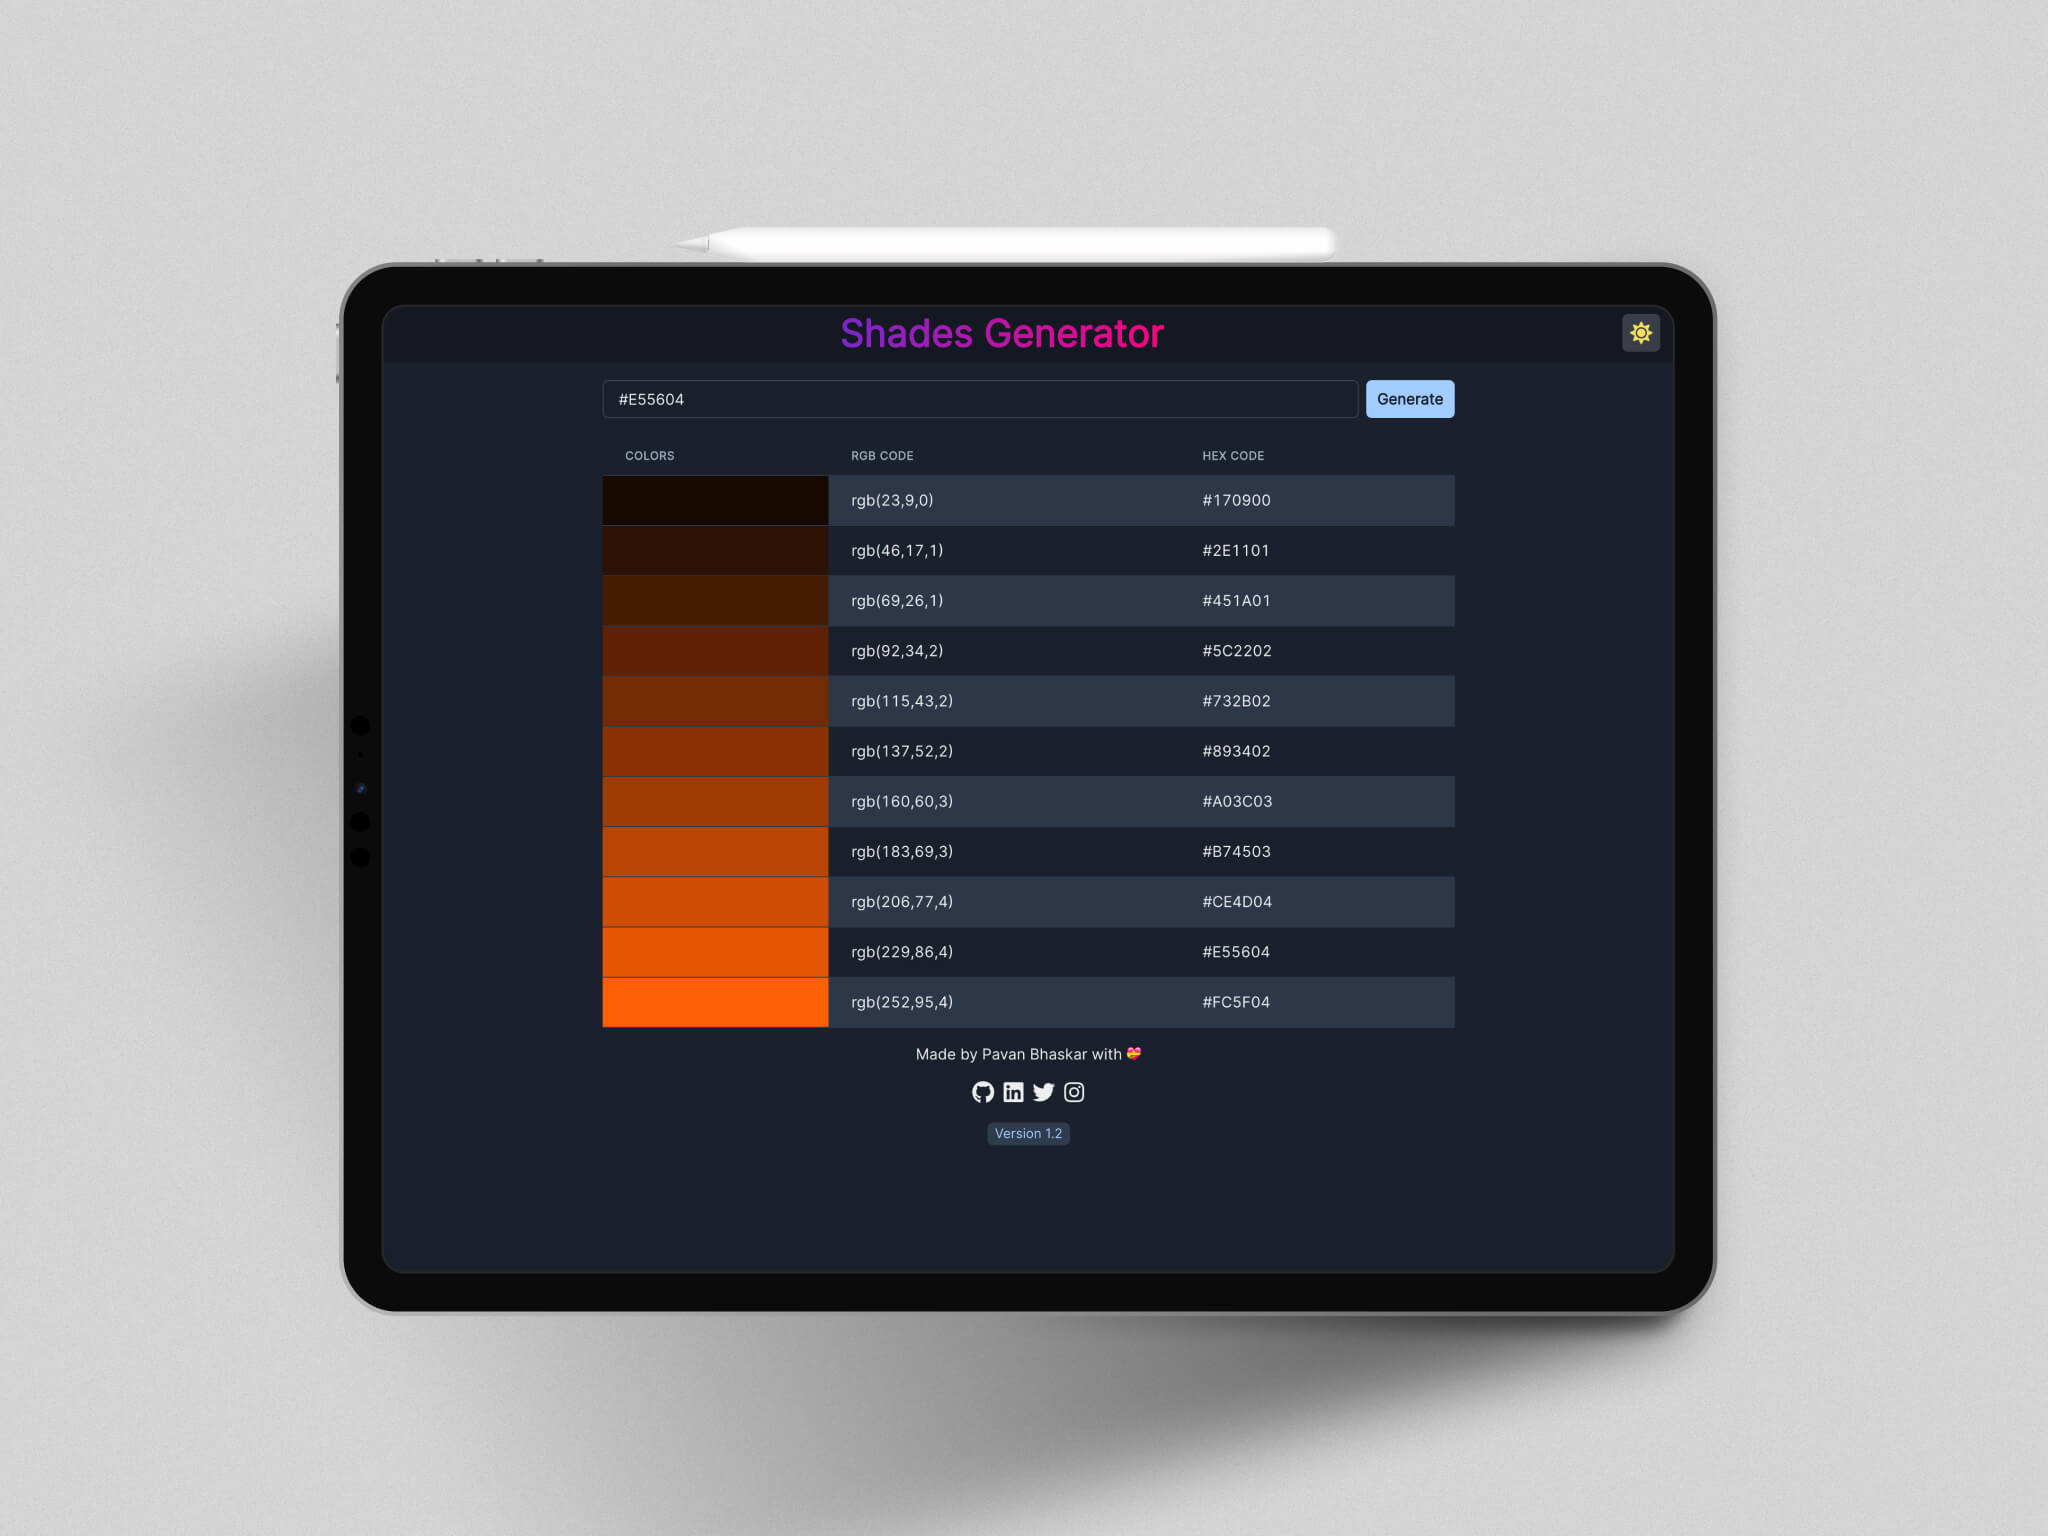 Shades Generator
#E55604
Generate
COLORS RGB CODE HEX CODE
rgb(23,9,0) #170900
rgb(46,17,1) #2E1101
rgb(69,26,1) #451A01
rgb(92,34,2) #5C2202
rgb(115,43,2) #732B02
rgb(137,52,2) #893402
rgb(160,60,3) #A03C03
rgb(183,69,3) #B74503
rgb(206,77,4) #CE4D04
rgb(229,86,4) #E55604
rgb(252,95,4) #FC5F04
Made by Pavan Bhaskar with 💝
in
Version 1.2